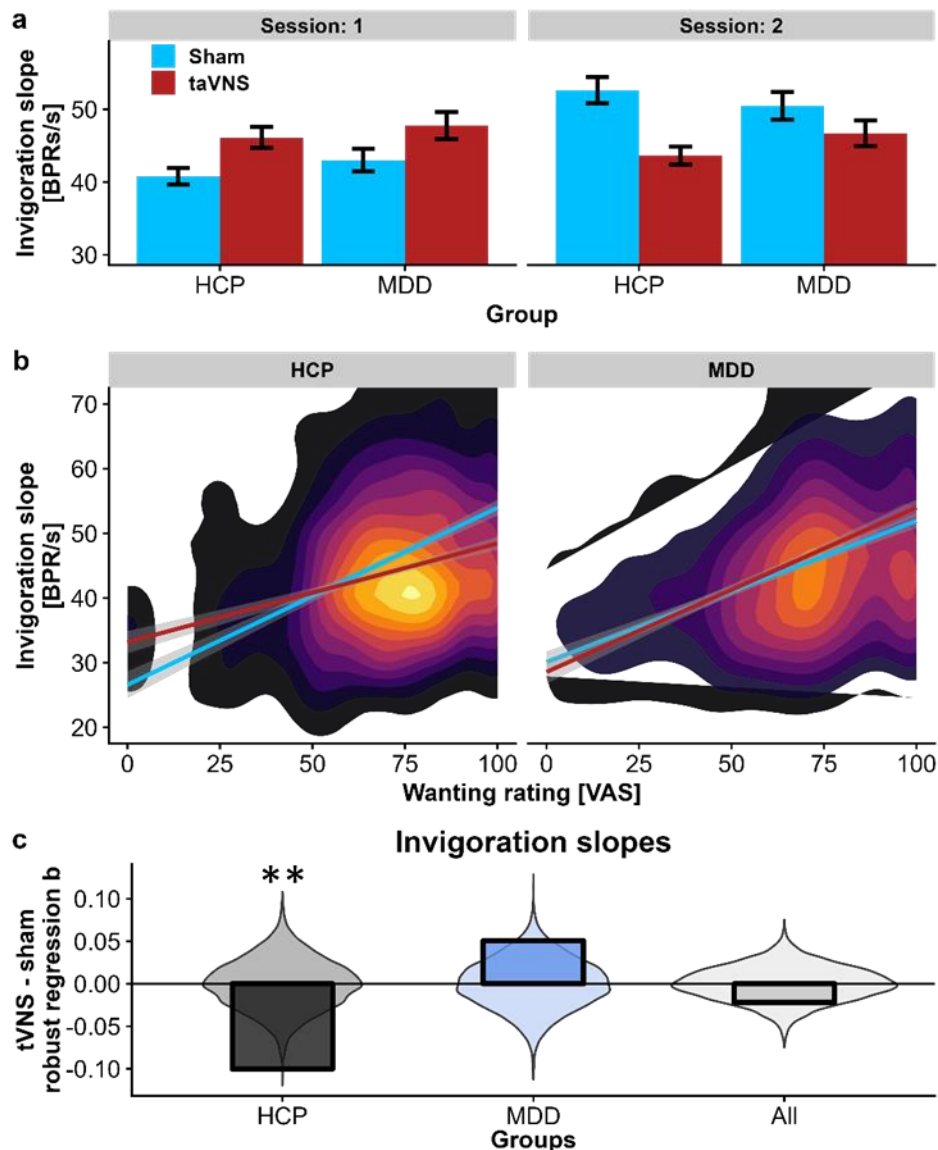 a
Session: 1
Session: 2
Sham
taVNS
Invigoration slope
[BPRs/s]
50
40
30
HCP
MDD
HCP
MDD
Group
b
HCP
MDD
Invigoration slope
[BPR/s]
70
60
50
40
30
20
0
25
50
75
100
0
25
50
75
100
Wanting rating [VAS]
c
Invigoration slopes
**
tVNS - sham
robust regression b
0.10
0.05
0.00
-0.05
-0.10
HCP
MDD
All
Groups